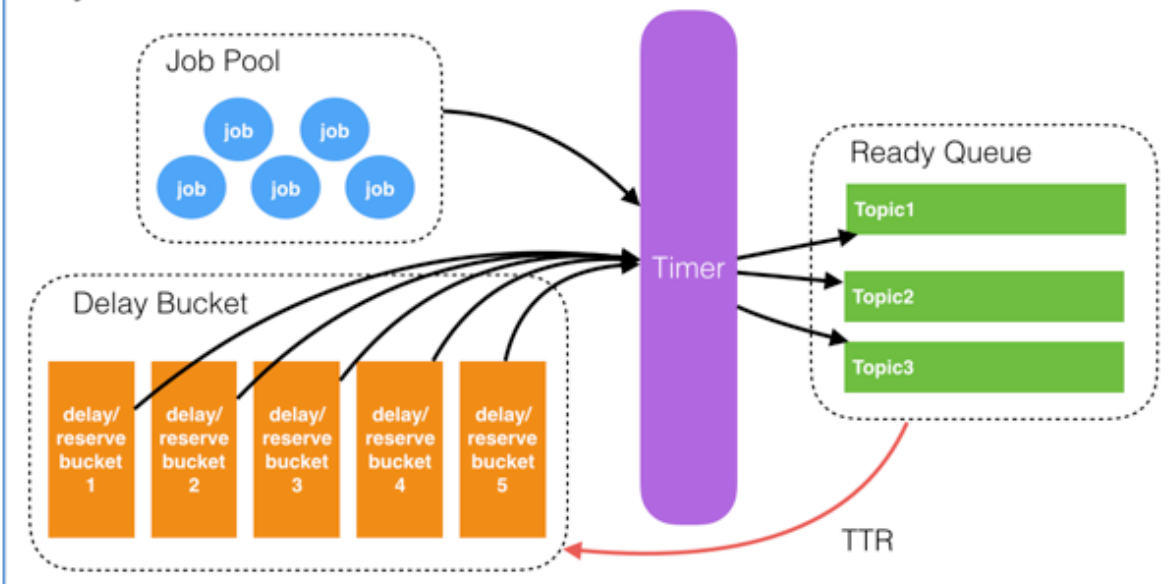 Job Pool
job
job
job
job
job
Delay Bucket
delay/
reserve
bucket
1
delay/
reserve
bucket
2
delay/
reserve
bucket
3
delay/
reserve
bucket
4
delay/
reserve
bucket
5
Timer
Ready Queue
Topic1
Topic2
Topic3
TTR